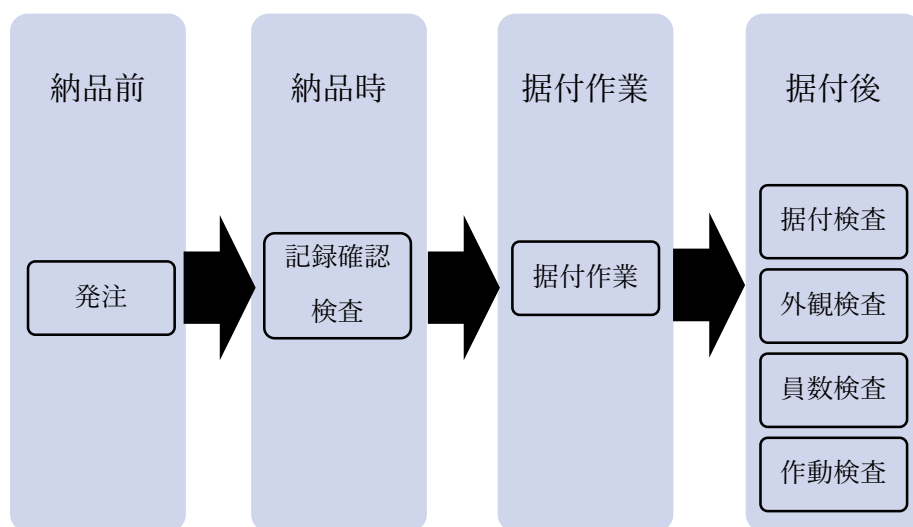 納品前
発注
納品時
記録確認
検査
据付作業
据付作業
据付後
据付検査
外観検査
員数検査
作動検査